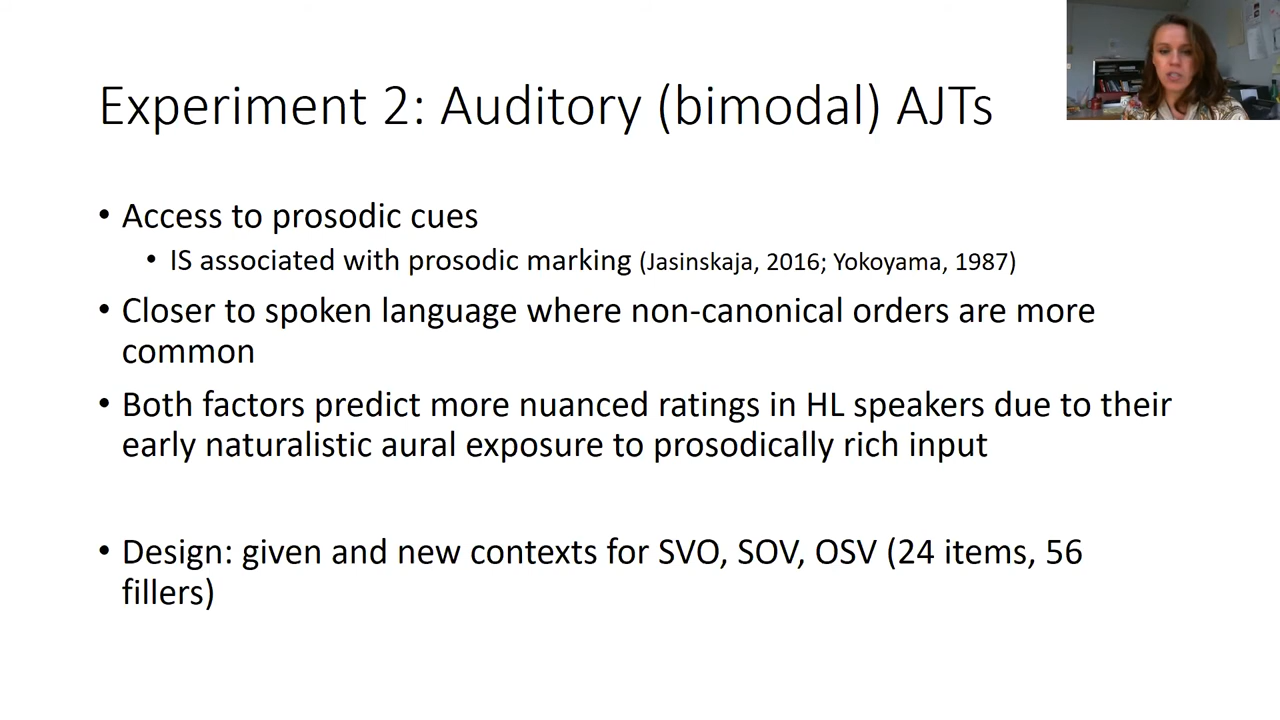 Experiment 2: Auditory (bimodal) AJTs
• Access to prosodic cues
• IS associated with prosodic marking (Jasinskaja, 2016; Yokoyama, 1987)
• Closer to spoken language where non-canonical orders are more
common
• Both factors predict more nuanced ratings in HL speakers due to their
early naturalistic aural exposure to prosodically rich input
• Design: given and new contexts for SVO, SOV, OSV (24 items, 56
fillers)